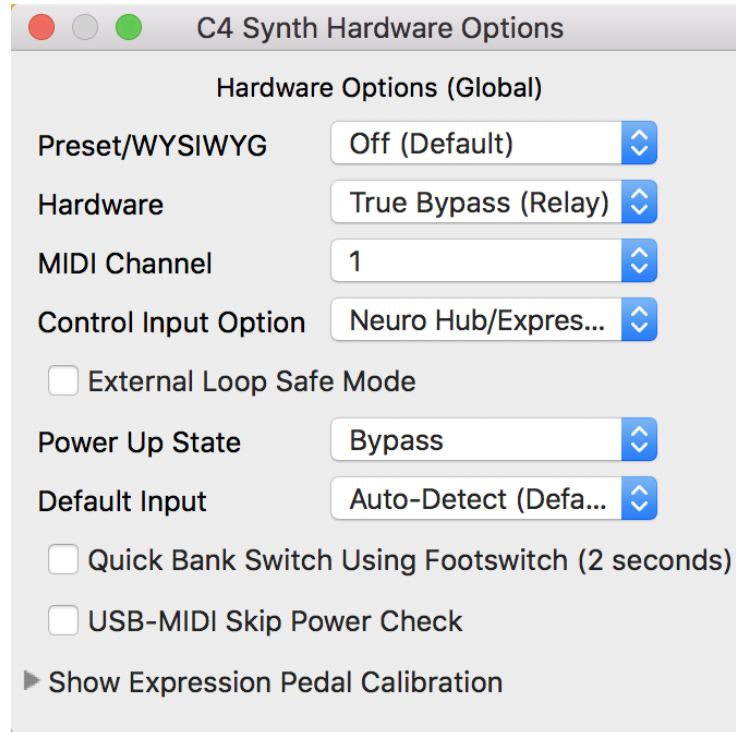 C4 Synth Hardware Options
Hardware Options (Global)
Preset/WYSIWYG Off (Default)
Hardware True Bypass (Relay)
MIDI Channel 1
Control Input Option Neuro Hub/Expres...
External Loop Safe Mode
Power Up State Bypass
Default Input Auto-Detect (Defa...
Quick Bank Switch Using Footswitch (2 seconds)
USB-MIDI Skip Power Check
Show Expression Pedal Calibration